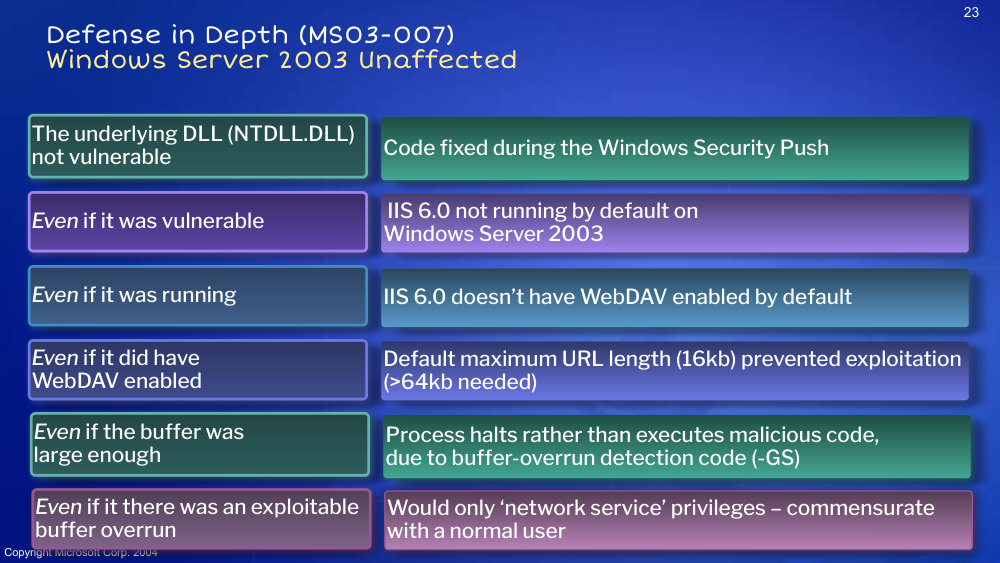 23
Defense in Depth (MS03-007)
Windows Server 2003 Unaffected
The underlying DLL (NTDLL.DLL)
not vulnerable
Code fixed during the Windows Security Push
Even if it was vulnerable
IIS 6.0 not running by default on
Windows Server 2003
Even if it was running
IIS 6.0 doesn’t have WebDAV enabled by default
Even if it did have
WebDAV enabled
Default maximum URL length (16kb) prevented exploitation
(>64kb needed)
Even if the buffer was
large enough
Process halts rather than executes malicious code,
due to buffer-overrun detection code (-GS)
Even if it there was an exploitable
buffer overrun
Would only ‘network service’ privileges – commensurate
with a normal user
Copyright Microsoft Corp. 2004